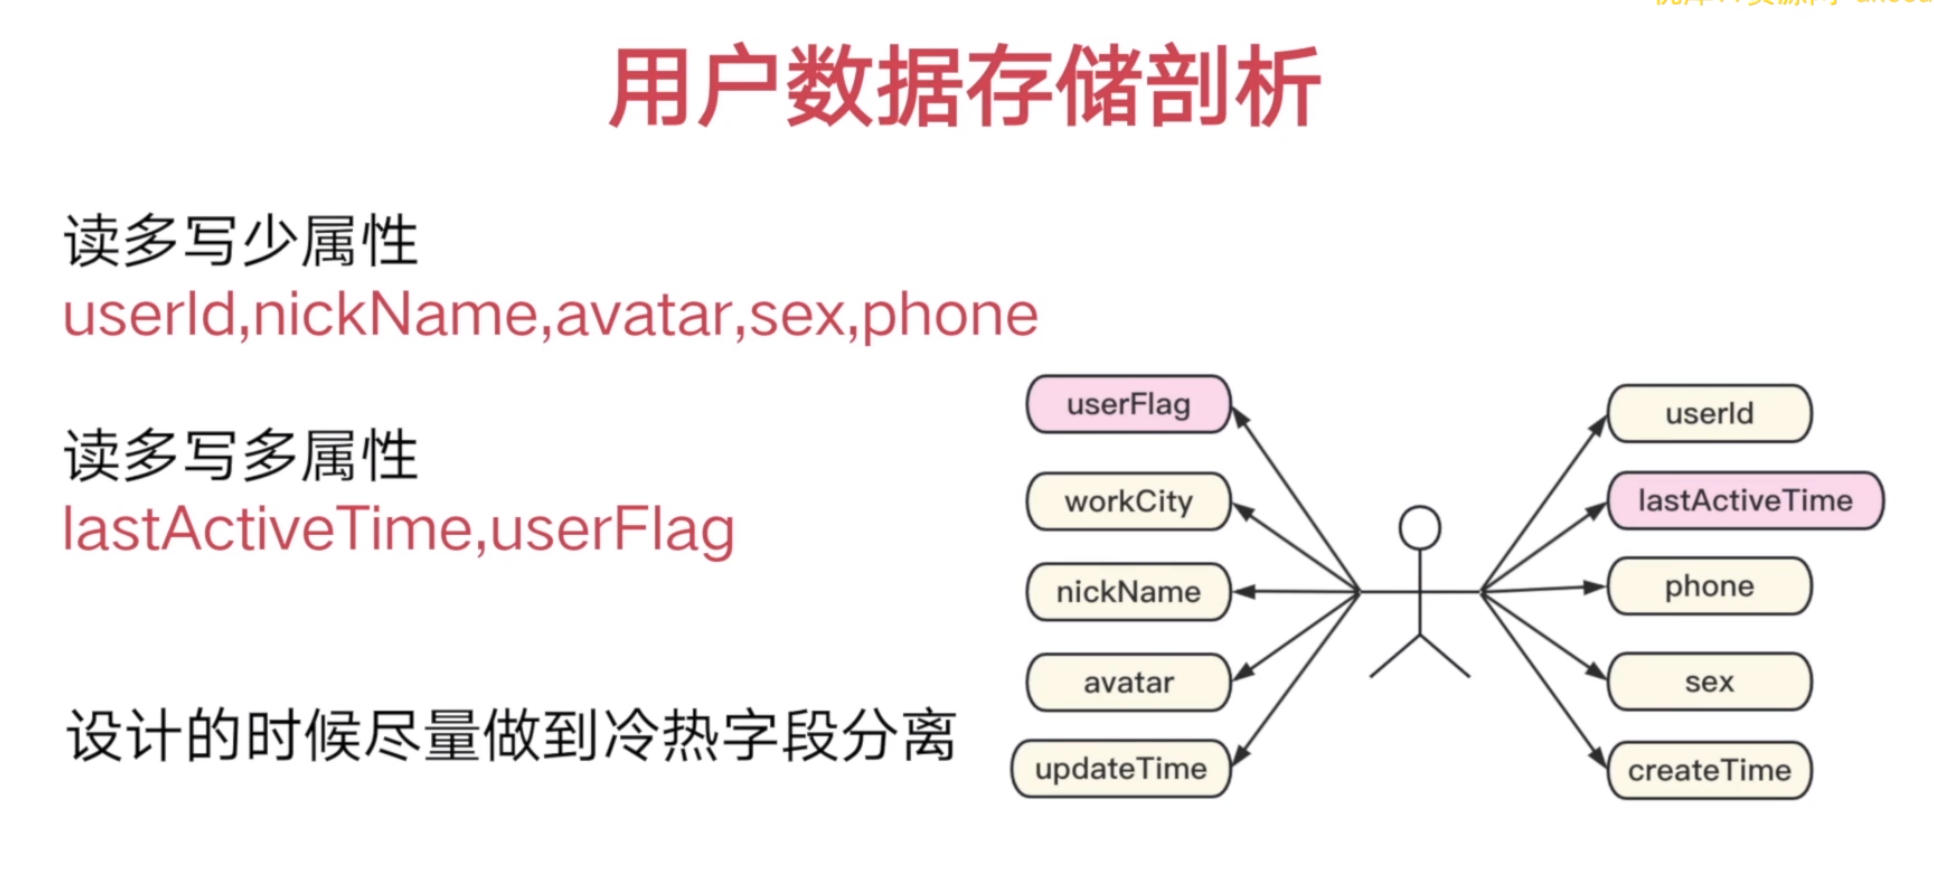 用户数据存储剖析
读多写少属性
userId,nickName,avatar,sex,phone
读多写多属性
lastActiveTime,userFlag
设计的时候尽量做到冷热字段分离
userFlag
workCity
nickName
avatar
updateTime
userId
lastActiveTime
phone
sex
createTime